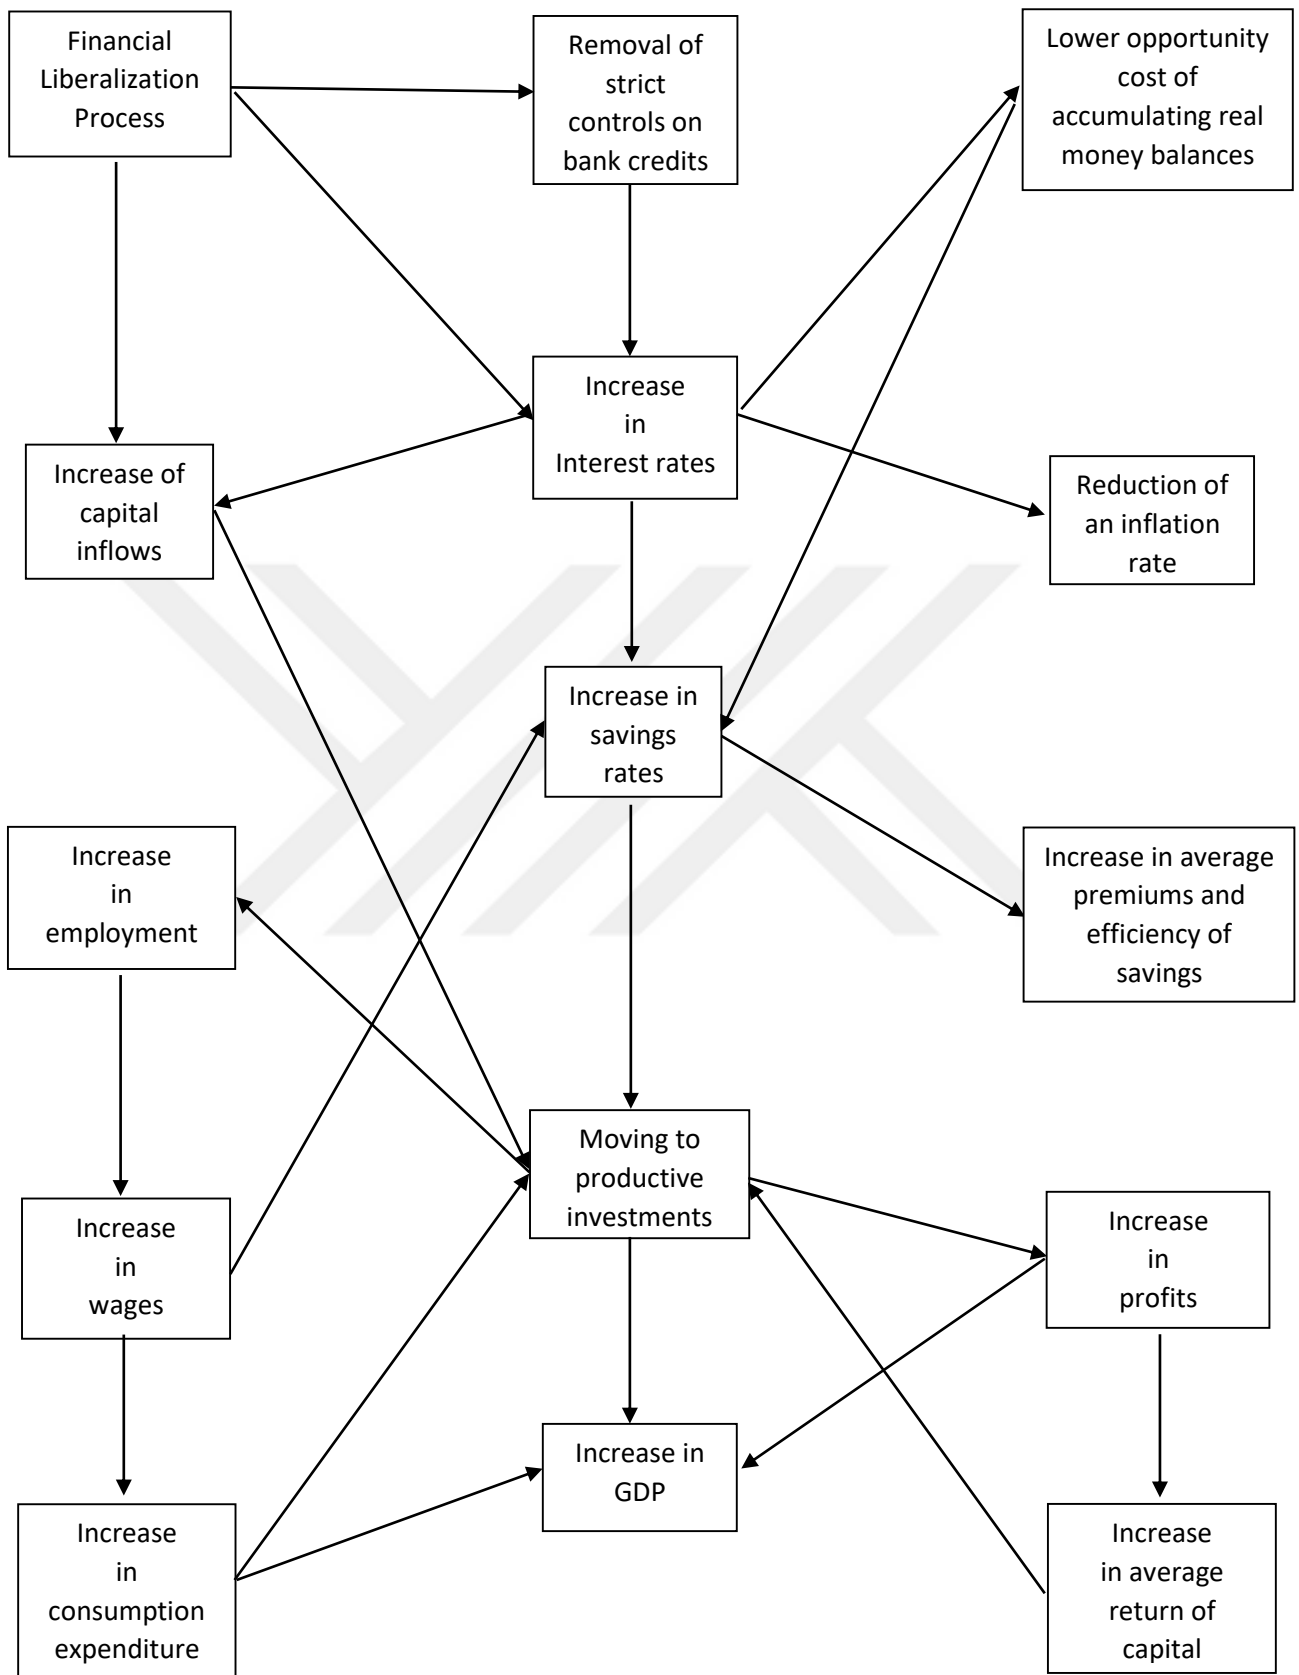 Financial
Liberalization
Process
Removal of
strict
controls on
bank credits
Lower opportunity
cost of
accumulating real
money balances
Increase
in
Interest rates
Increase of
capital
inflows
Reduction of
an inflation
rate
Increase in
savings
rates
Increase
in
employment
Increase in average
premiums and
efficiency of
savings
Moving to
productive
investments
Increase
in
wages
Increase
in
profits
Increase in
GDP
Increase
in
consumption
expenditure
Increase
in average
return of
capital